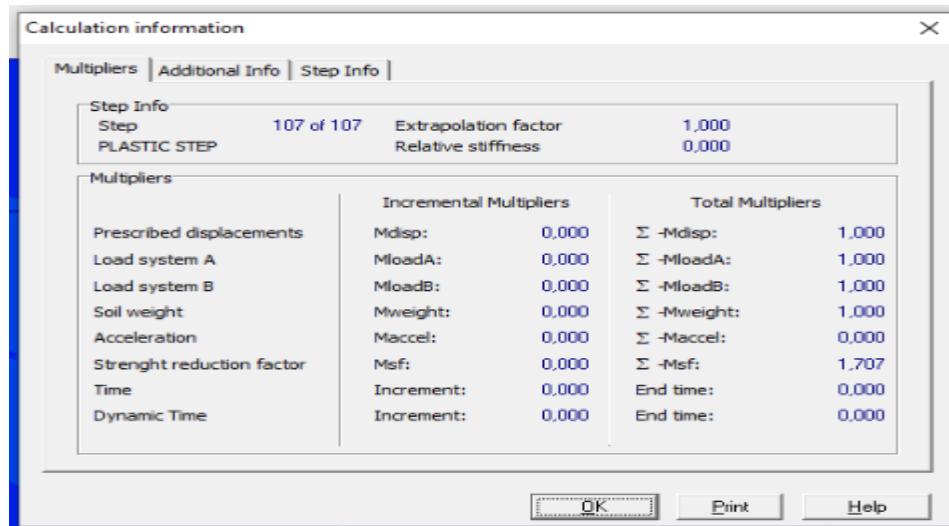 Calculation information
Multipliers Additional Info Step Info
Step Info
Step 107 of 107 Extrapolation factor 1,000
PLASTIC STEP Relative stiffness 0,000
Multipliers
Incremental Multipliers Total Multipliers
Prescribed displacements Mdisp: 0,000 Σ -Mdisp: 1,000
Load system A MloadA: 0,000 Σ -MloadA: 1,000
Load system B MloadB: 0,000 Σ -MloadB: 1,000
Soil weight Mweight: 0,000 Σ -Mweight: 1,000
Acceleration Maccel: 0,000 Σ -Maccel: 0,000
Strenght reduction factor Msf: 0,000 Σ -Msf: 1,707
Time Increment: 0,000 End time: 0,000
Dynamic Time Increment: 0,000 End time: 0,000
OK Print Help